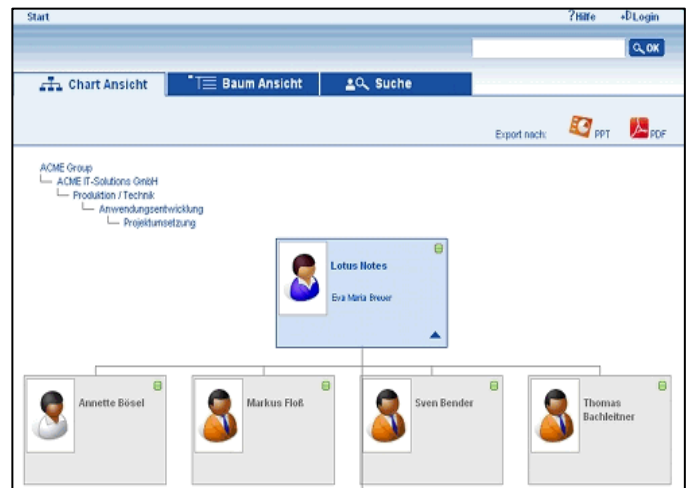 Start
?Hilfe
Login
OK
Chart Ansicht
Baum Ansicht
Suche
Export nach:
PPT
PDF
ACME Group
ACME IT-Solutions GmbH
Produktion / Technik
Anwendungsentwicklung
Projektumsetzung
Lotus Notes
Eva Maria Breuer
Annette Bösel
Markus Floß
Sven Bender
Thomas
Bachleitner